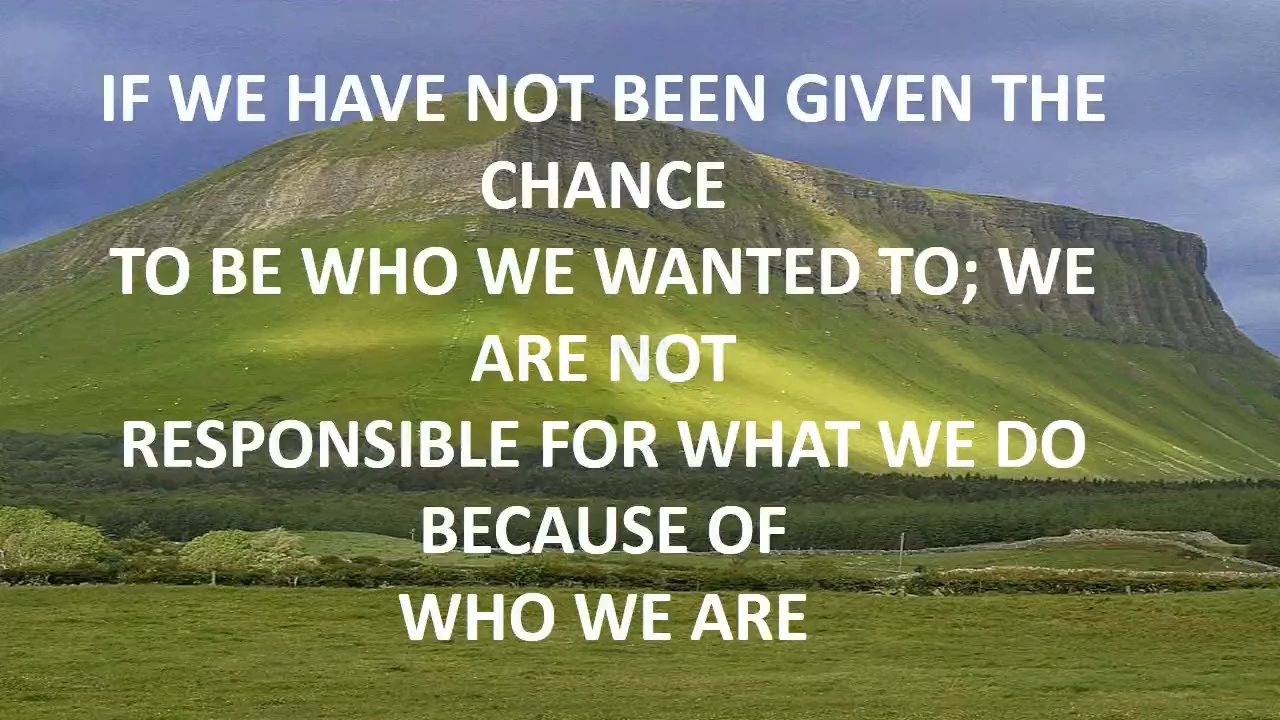 IF WE HAVE NOT BEEN GIVEN THE
CHANCE
TO BE WHO WE WANTED TO; WE
ARE NOT
RESPONSIBLE FOR WHAT WE DO
BECAUSE OF
WHO WE ARE